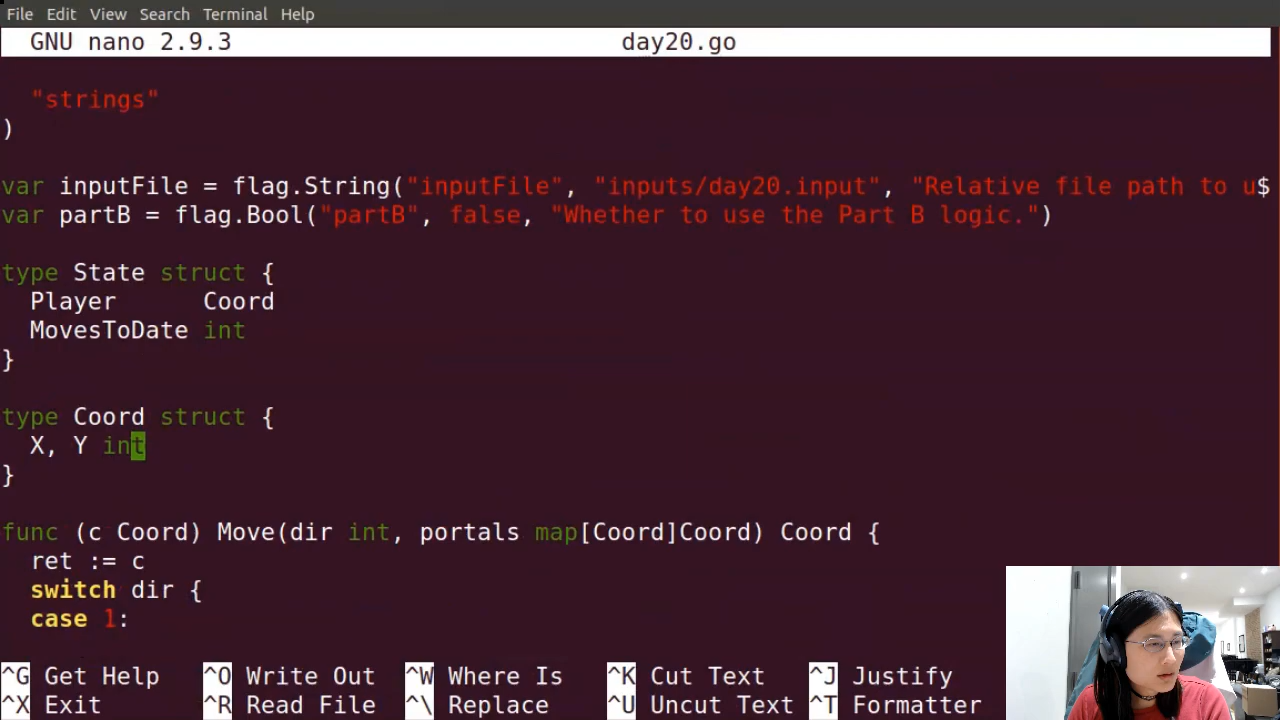 File Edit View Search Terminal Help
GNU nano 2.9.3 day20.go
"strings"
)
var inputFile = flag.String("inputFile", "inputs/day20.input", "Relative file path to u$
var partB = flag.Bool("partB", false, "Whether to use the Part B logic.")
type State struct {
Player Coord
MovesToDate int
}
type Coord struct {
X, Y int
}
func (c Coord) Move(dir int, portals map[Coord]Coord) Coord {
ret := c
switch dir {
case 1:
^G Get Help ^O Write Out ^W Where Is ^K Cut Text ^J Justify
^X Exit ^R Read File ^\ Replace ^U Uncut Text ^T Formatter